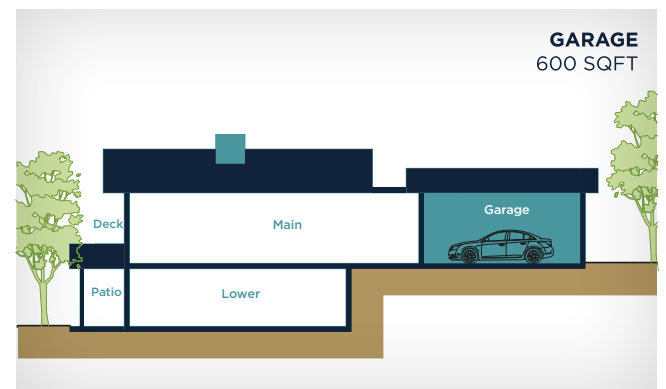 GARAGE
600 SQFT
Garage
Deck
Main
Patio
Lower